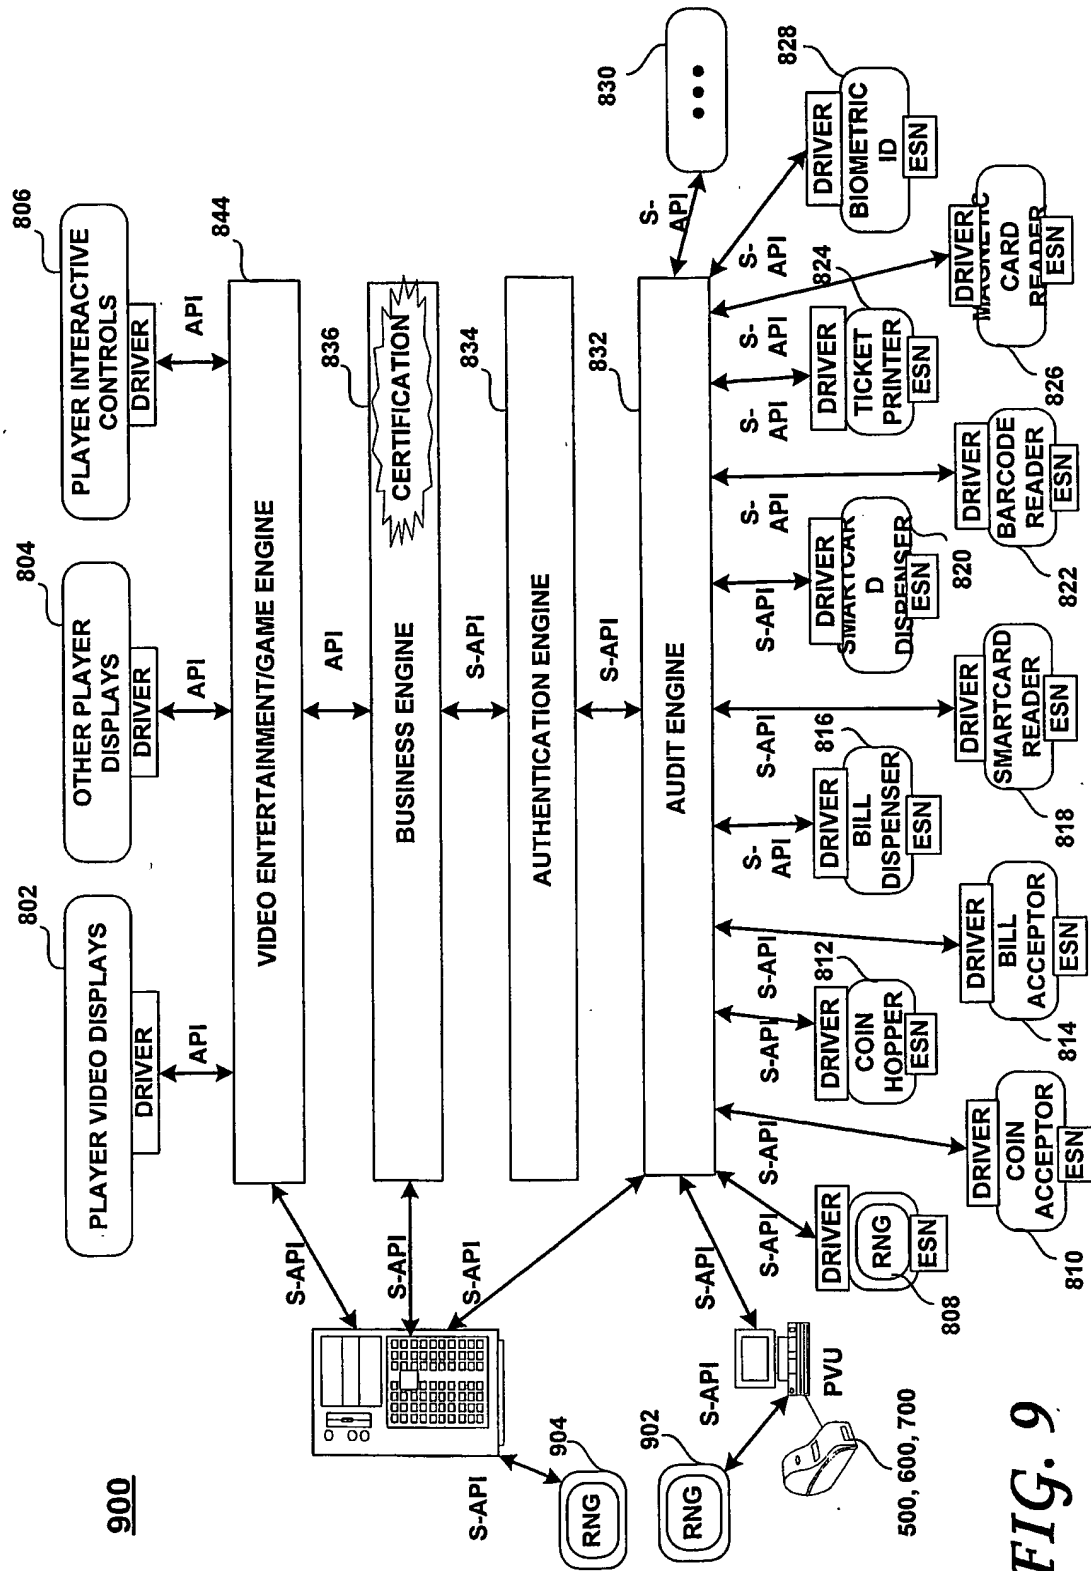 900
802
PLAYER VIDEO DISPLAYS
DRIVER
API
804
OTHER PLAYER
DISPLAYS
DRIVER
API
806
PLAYER INTERACTIVE
CONTROLS
DRIVER
API
844
VIDEO ENTERTAINMENT/GAME ENGINE
API
836
BUSINESS ENGINE
CERTIFICATION
S-API
834
AUTHENTICATION ENGINE
S-API
832
AUDIT ENGINE
S-API
S-API
S-API
S-API
904
RNG
902
RNG
S-API
S-API
PVU
500, 600, 700
S-API
DRIVER
RNG
ESN
808
S-API
DRIVER
COIN
ACCEPTOR
ESN
810
S-API
812
DRIVER
COIN
HOPPER
ESN
S-API
DRIVER
BILL
ACCEPTOR
ESN
814
S-
API
816
DRIVER
BILL
DISPENSER
ESN
S-API
DRIVER
SMARTCARD
READER
ESN
818
S-API
DRIVER
SMARTCAR
D
DISPENSER
ESN
820
S-
API
DRIVER
BARCODE
READER
ESN
822
S-
API
824
DRIVER
TICKET
PRINTER
ESN
S-
API
DRIVER
MAGNETIC
CARD
READER
ESN
826
S-
API
828
DRIVER
BIOMETRIC
ID
ESN
S-
API
830
...
FIG. 9